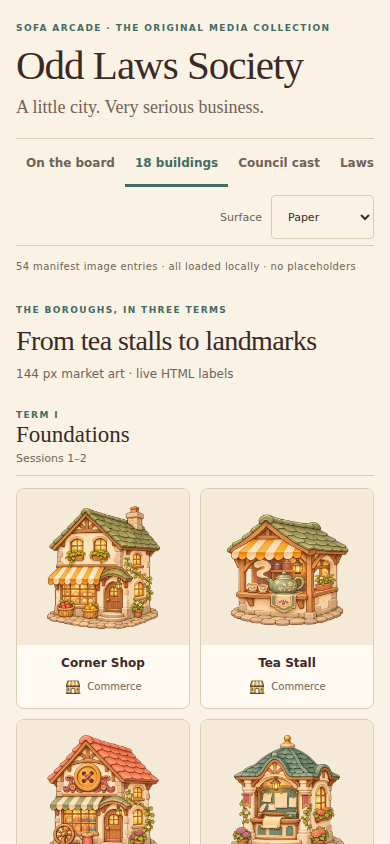 SOFA ARCADE · THE ORIGINAL MEDIA COLLECTION
Odd Laws Society
A little city. Very serious business.
On the board 18 buildings Council cast Laws
Surface Paper
54 manifest image entries · all loaded locally · no placeholders
THE BOROUGHS, IN THREE TERMS
From tea stalls to landmarks
144 px market art · live HTML labels
TERM I
Foundations
Sessions 1–2
Corner Shop
Commerce
Tea Stall
Commerce